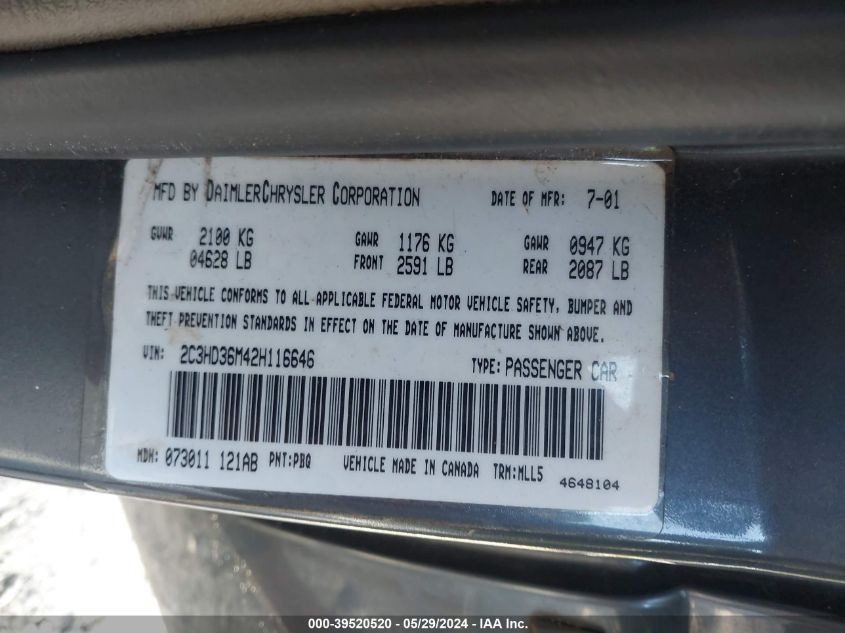 MFD BY DAIMLERCHRYSLER CORPORATION DATE OF MFR: 7-01
GVWR 2100 KG GAWR 1176 KG GAWR 0947 KG
04628 LB FRONT 2591 LB REAR 2087 LB
THIS VEHICLE CONFORMS TO ALL APPLICABLE FEDERAL MOTOR VEHICLE SAFETY, BUMPER AND
THEFT PREVENTION STANDARDS IN EFFECT ON THE DATE OF MANUFACTURE SHOWN ABOVE.
VIN: 2C3HD36M42H116646 TYPE: PASSENGER CAR
MDH: 073011 121AB PNT:PBQ VEHICLE MADE IN CANADA TRM:MLL5 4648104
000-39520520 - 05/29/2024 - IAA Inc.